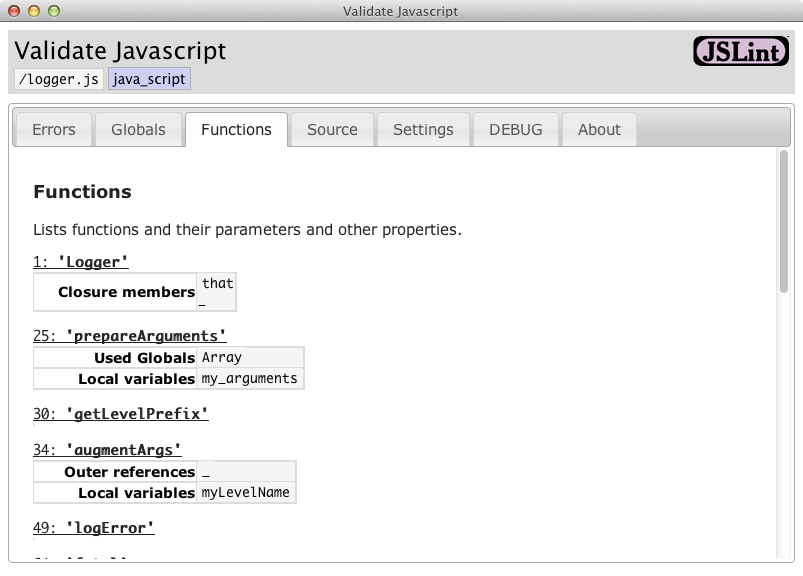 Validate Javascript
Validate Javascript
JSLint
/logger.js java_script
Errors Globals Functions Source Settings DEBUG About
Functions
Lists functions and their parameters and other properties.
1: 'Logger'
Closure members that
_
25: 'prepareArguments'
Used Globals Array
Local variables my_arguments
30: 'getLevelPrefix'
34: 'augmentArgs'
Outer references _
Local variables myLevelName
49: 'logError'